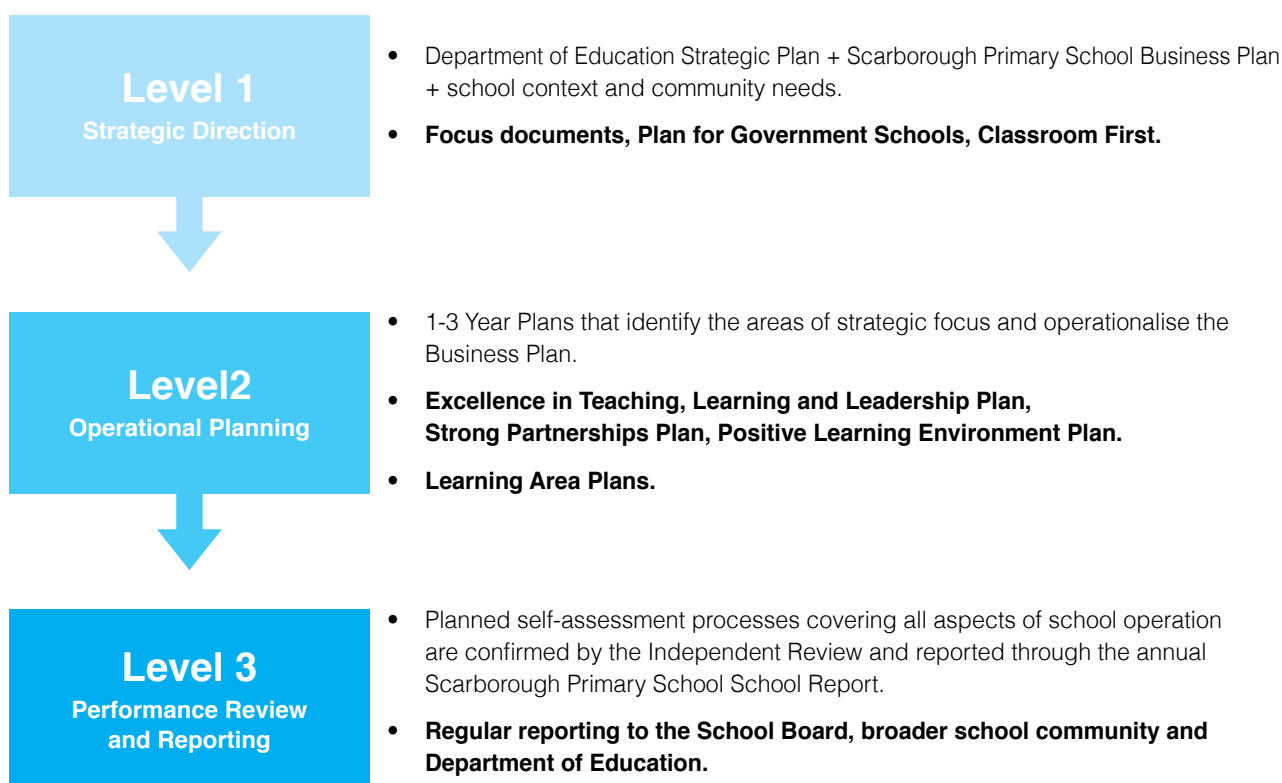 Level 1
Strategic Direction
• Department of Education Strategic Plan + Scarborough Primary School Business Plan
+ school context and community needs.
• Focus documents, Plan for Government Schools, Classroom First.
Level2
Operational Planning
• 1-3 Year Plans that identify the areas of strategic focus and operationalise the
Business Plan.
• Excellence in Teaching, Learning and Leadership Plan,
Strong Partnerships Plan, Positive Learning Environment Plan.
• Learning Area Plans.
Level 3
Performance Review
and Reporting
• Planned self-assessment processes covering all aspects of school operation
are confirmed by the Independent Review and reported through the annual
Scarborough Primary School School Report.
• Regular reporting to the School Board, broader school community and
Department of Education.